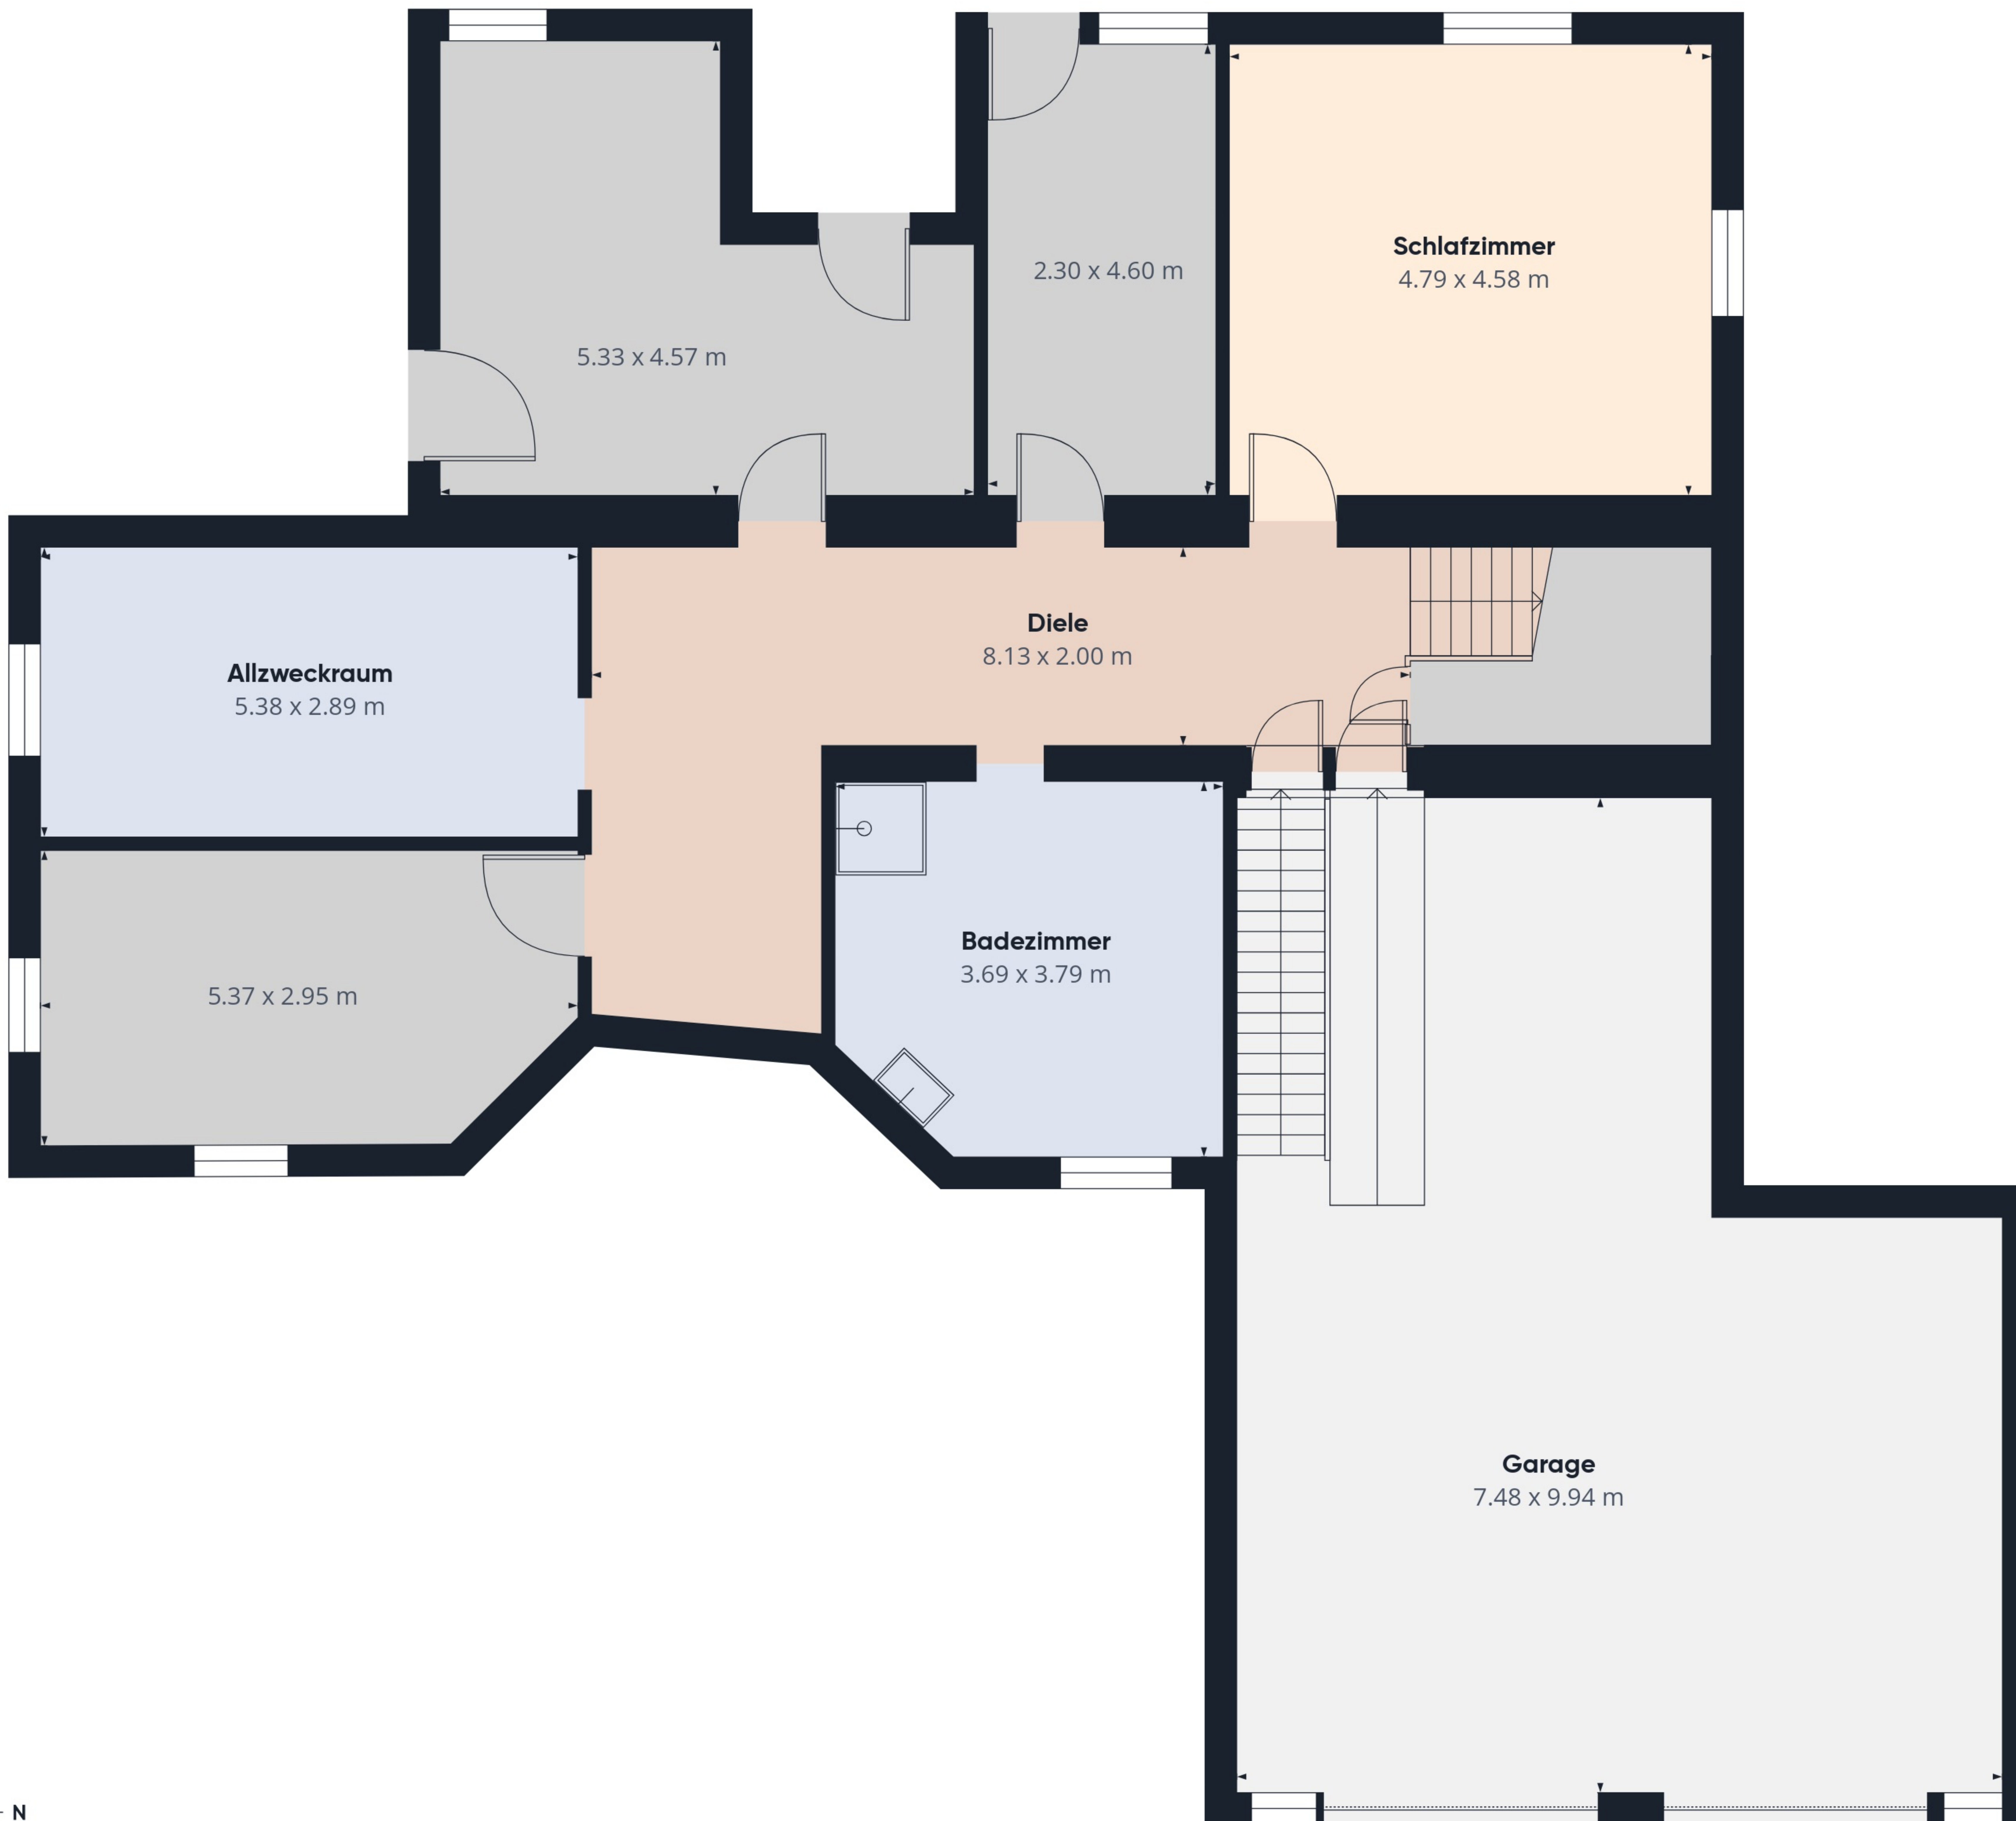 Schlafzimmer
4.79 x 4.58 m
2.30 x 4.60 m
5.33 x 4.57 m
Diele
8.13 x 2.00 m
Allzweckraum
5.38 x 2.89 m
Badezimmer
3.69 x 3.79 m
5.37 x 2.95 m
Garage
7.48 x 9.94 m
N